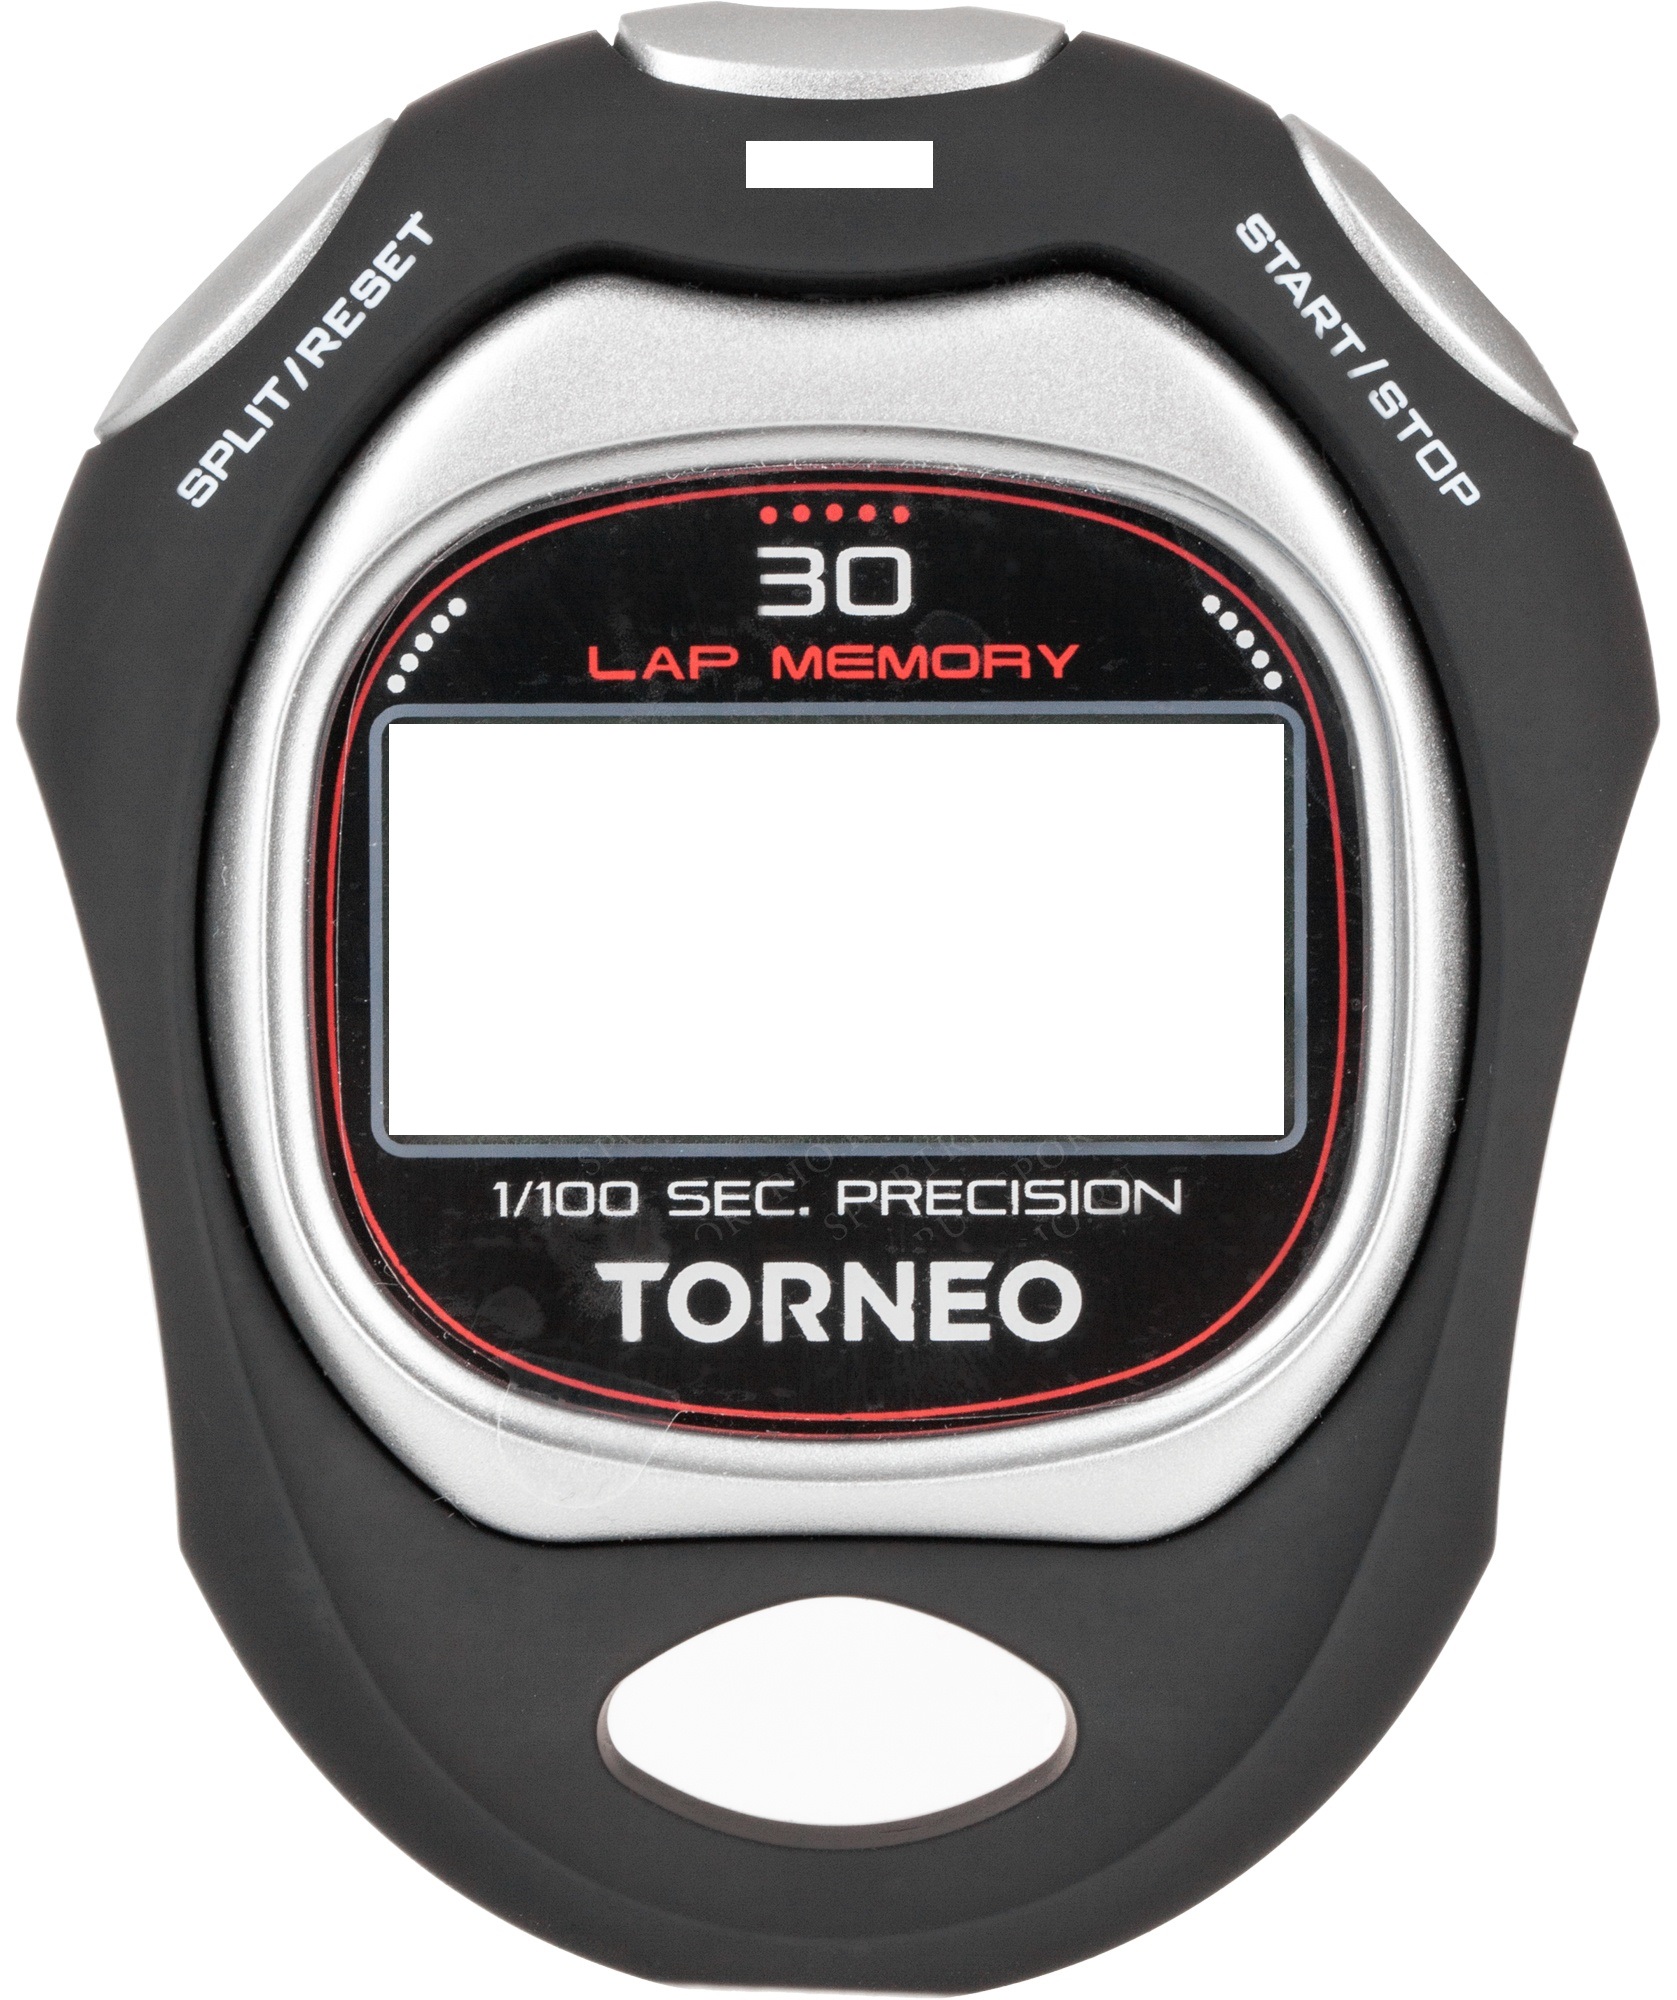 SPLIT/RESET
START/STOP
30
LAP MEMORY
1/100 SEC. PRECISION
TORNEO